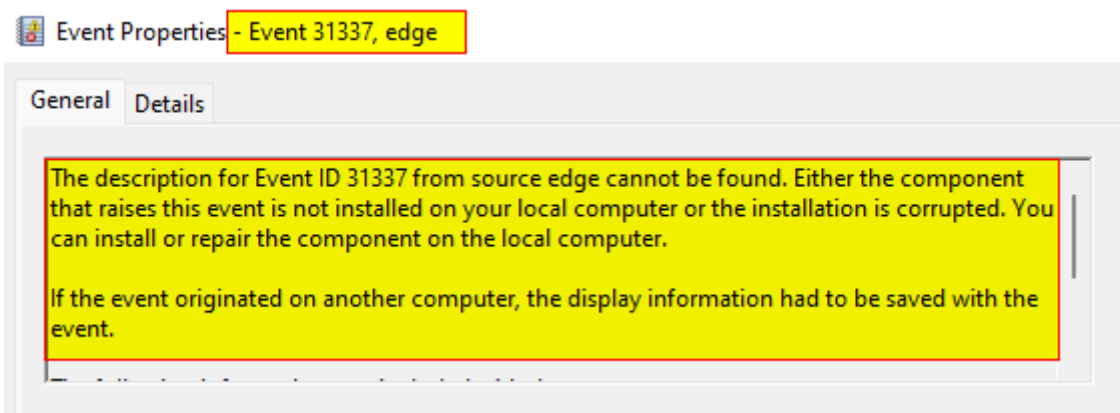 Event Properties - Event 31337, edge
General Details
The description for Event ID 31337 from source edge cannot be found. Either the component
that raises this event is not installed on your local computer or the installation is corrupted. You
can install or repair the component on the local computer.
If the event originated on another computer, the display information had to be saved with the
event.